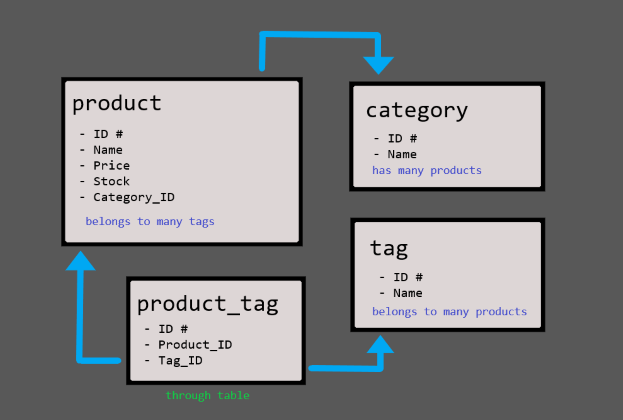 product
- ID #
- Name
- Price
- Stock
- Category_ID
belongs to many tags
category
- ID #
- Name
has many products
product_tag
- ID #
- Product_ID
- Tag_ID
through table
tag
- ID #
- Name
belongs to many products